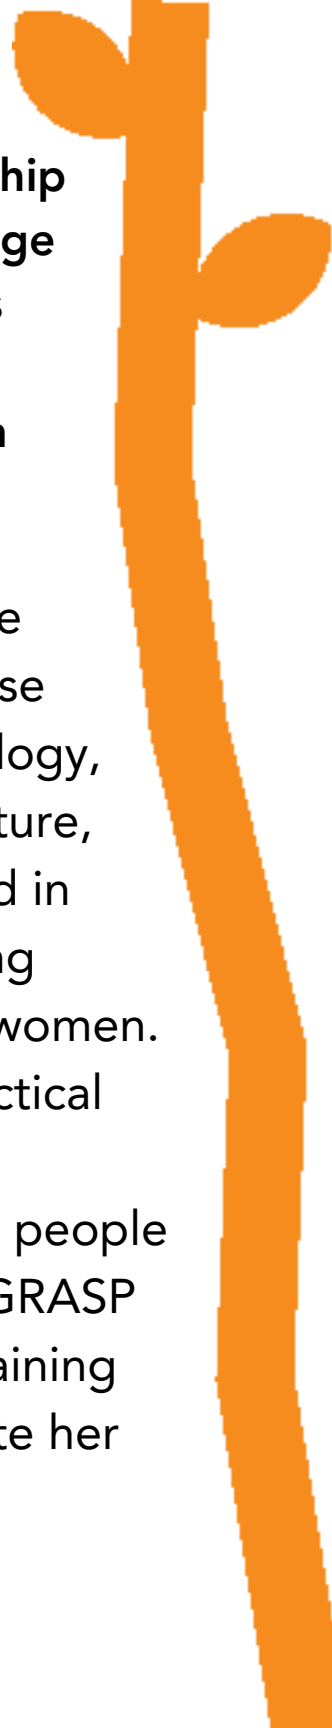 hip
ge
s
n
e
se
logy,
ture,
d in
ng
women.
ctical
people
GRASP
aining
te her